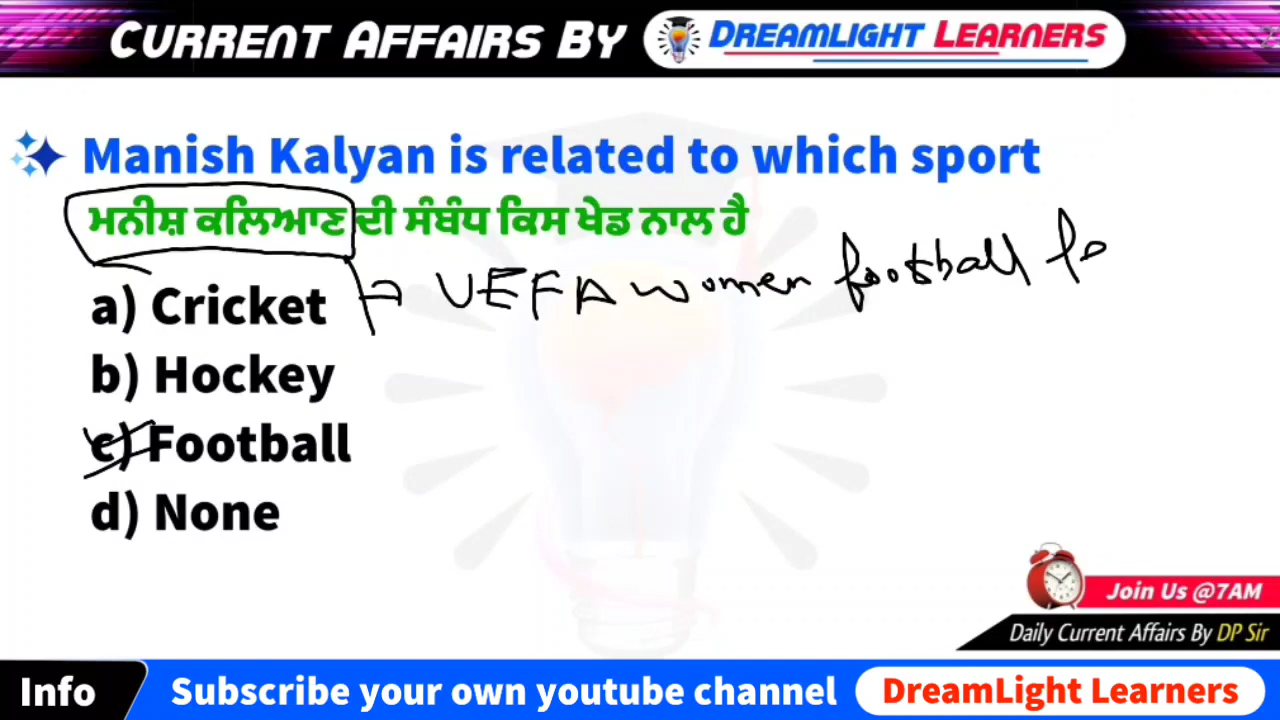 CURRENT AFFAIRS BY DREAMLIGHT LEARNERS
Manish Kalyan is related to which sport
ਮਨੀਸ਼ ਕਲਿਆਣ ਦੀ ਸੰਬੰਧ ਕਿਸ ਖੇਡ ਨਾਲ ਹੈ
UEFA women football
a) Cricket
b) Hockey
c) Football
d) None
Join Us @7AM
Daily Current Affairs By DP Sir
Info Subscribe your own youtube channel DreamLight Learners